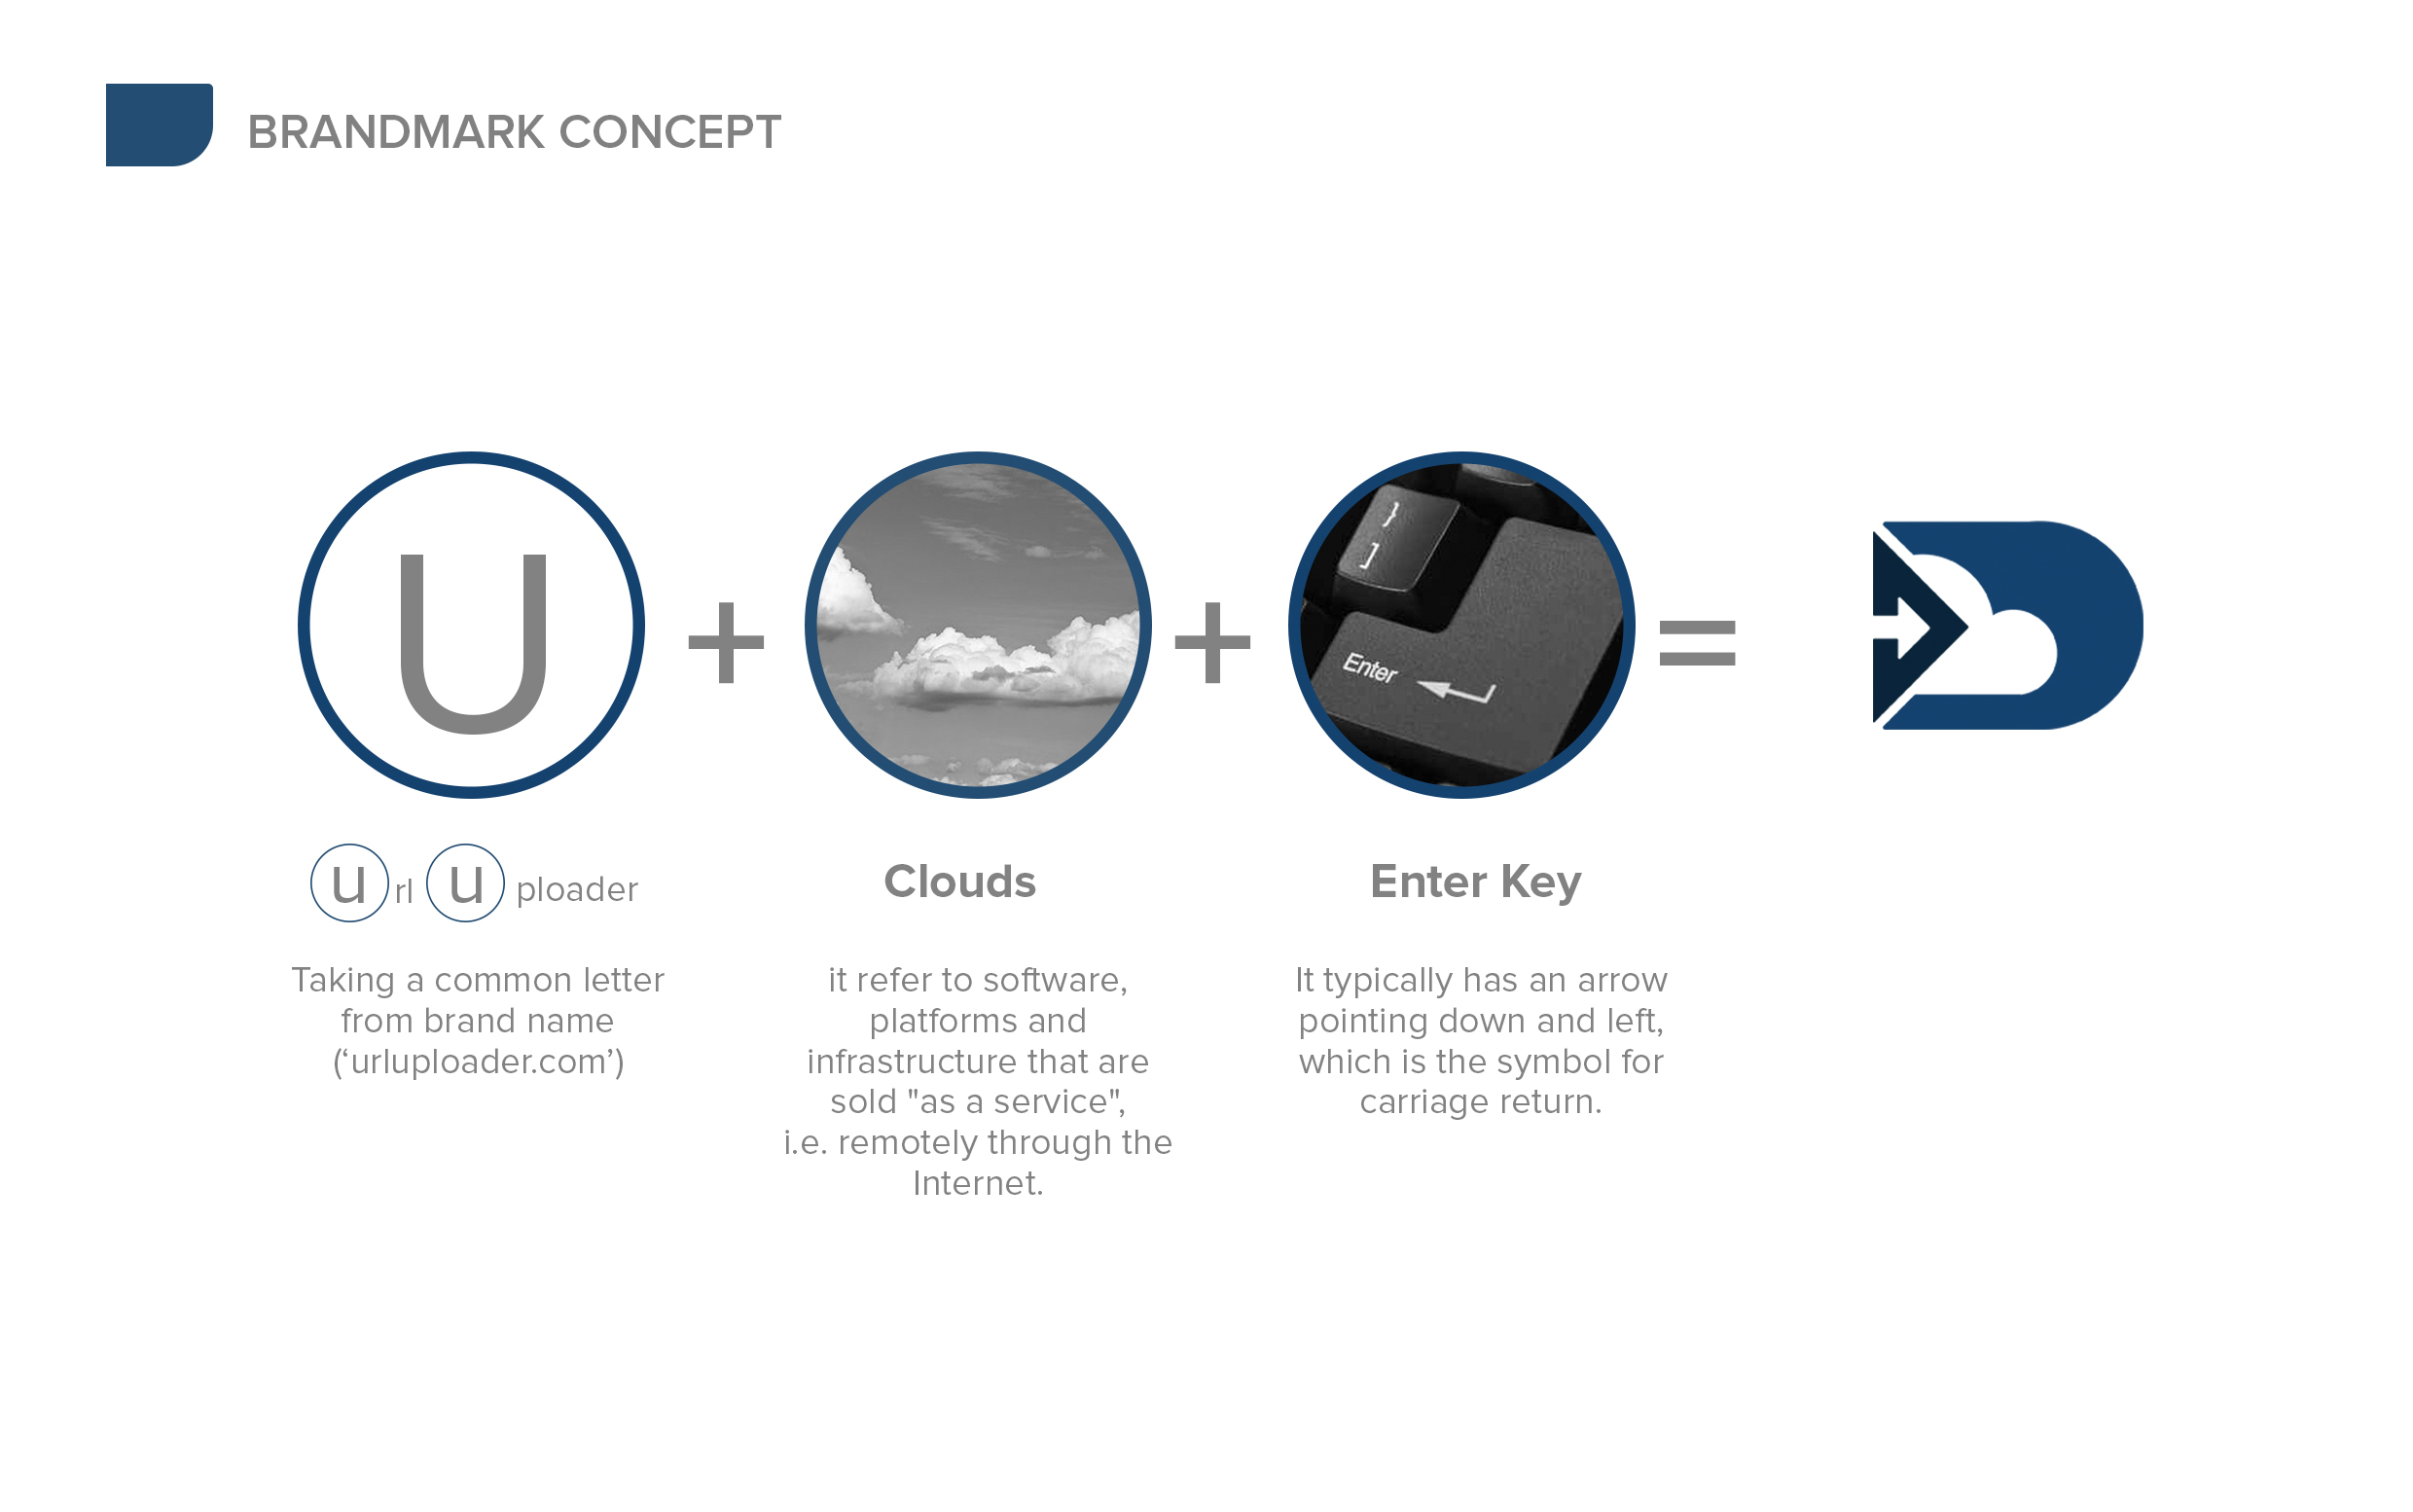 BRANDMARK CONCEPT
U
+
+
}
]
Enter
=
url uploader
Clouds
Enter Key
Taking a common letter
from brand name
(‘urluploader.com’)
it refer to software,
platforms and
infrastructure that are
sold "as a service",
i.e. remotely through the
Internet.
It typically has an arrow
pointing down and left,
which is the symbol for
carriage return.